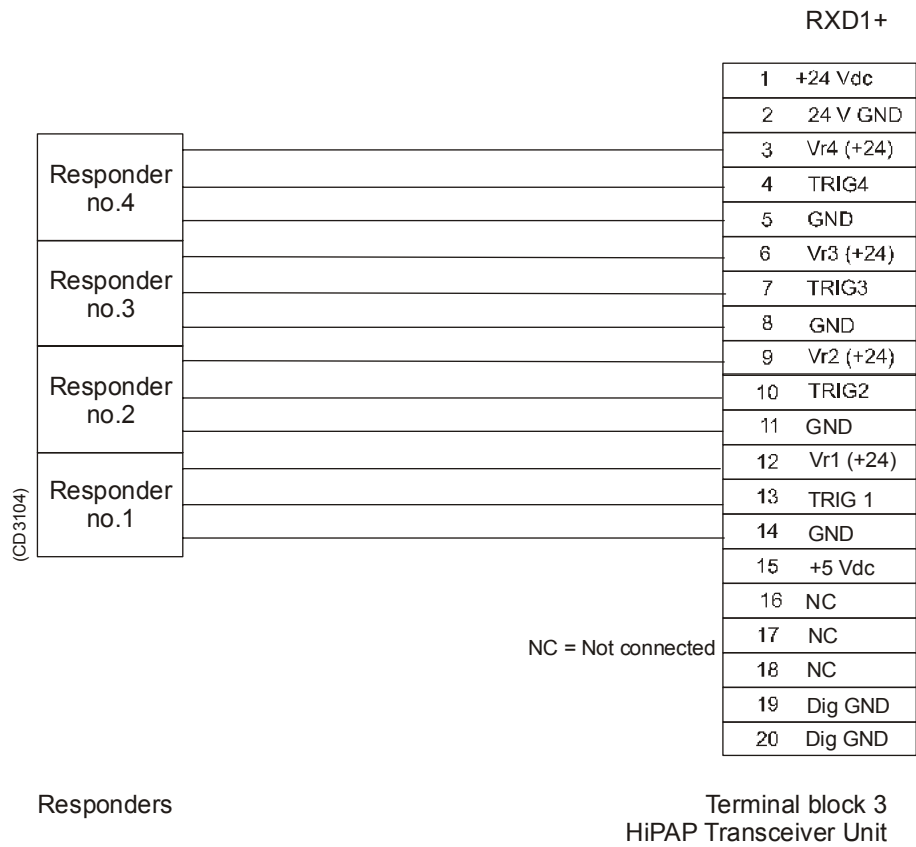 RXD1+
1 +24 Vdc
2 24 V GND
3 Vr4 (+24)
4 TRIG4
5 GND
6 Vr3 (+24)
7 TRIG3
8 GND
9 Vr2 (+24)
10 TRIG2
11 GND
12 Vr1 (+24)
13 TRIG 1
14 GND
15 +5 Vdc
16 NC
17 NC
18 NC
19 Dig GND
20 Dig GND
Responder
no.4
Responder
no.3
Responder
no.2
Responder
no.1
(CD3104)
NC = Not connected
Responders
Terminal block 3
HiPAP Transceiver Unit